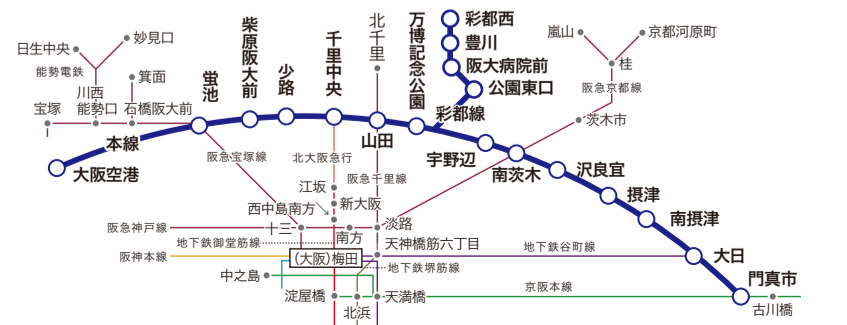 日生中央
妙見口
能勢電鉄
川西
能勢口
箕面
宝塚
石橋阪大前
本線
大阪空港
蛍池
柴原阪大前
少路
千里中央
北千里
山田
万博記念公園
彩都西
豊川
阪大病院前
公園東口
彩都線
嵐山
京都河原町
桂
阪急京都線
茨木市
宇野辺
南茨木
沢良宜
摂津
南摂津
大日
門真市
古川橋
阪急宝塚線
北大阪急行
阪急千里線
江坂
西中島南方
新大阪
十三
南方
淡路
阪急神戸線
地下鉄御堂筋線
阪神本線
(大阪)梅田
天神橋筋六丁目
地下鉄谷町線
地下鉄堺筋線
中之島
淀屋橋
北浜
天満橋
京阪本線